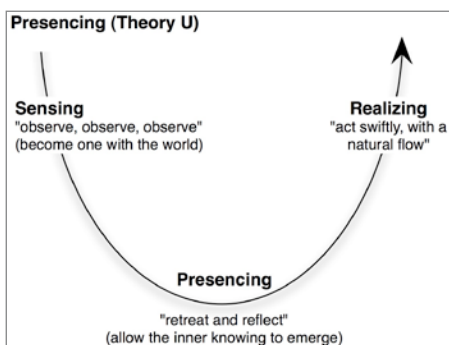 Presencing (Theory U)
Sensing
"observe, observe, observe"
(become one with the world)
Realizing
"act swiftly, with a
natural flow"
Presencing
"retreat and reflect"
(allow the inner knowing to emerge)